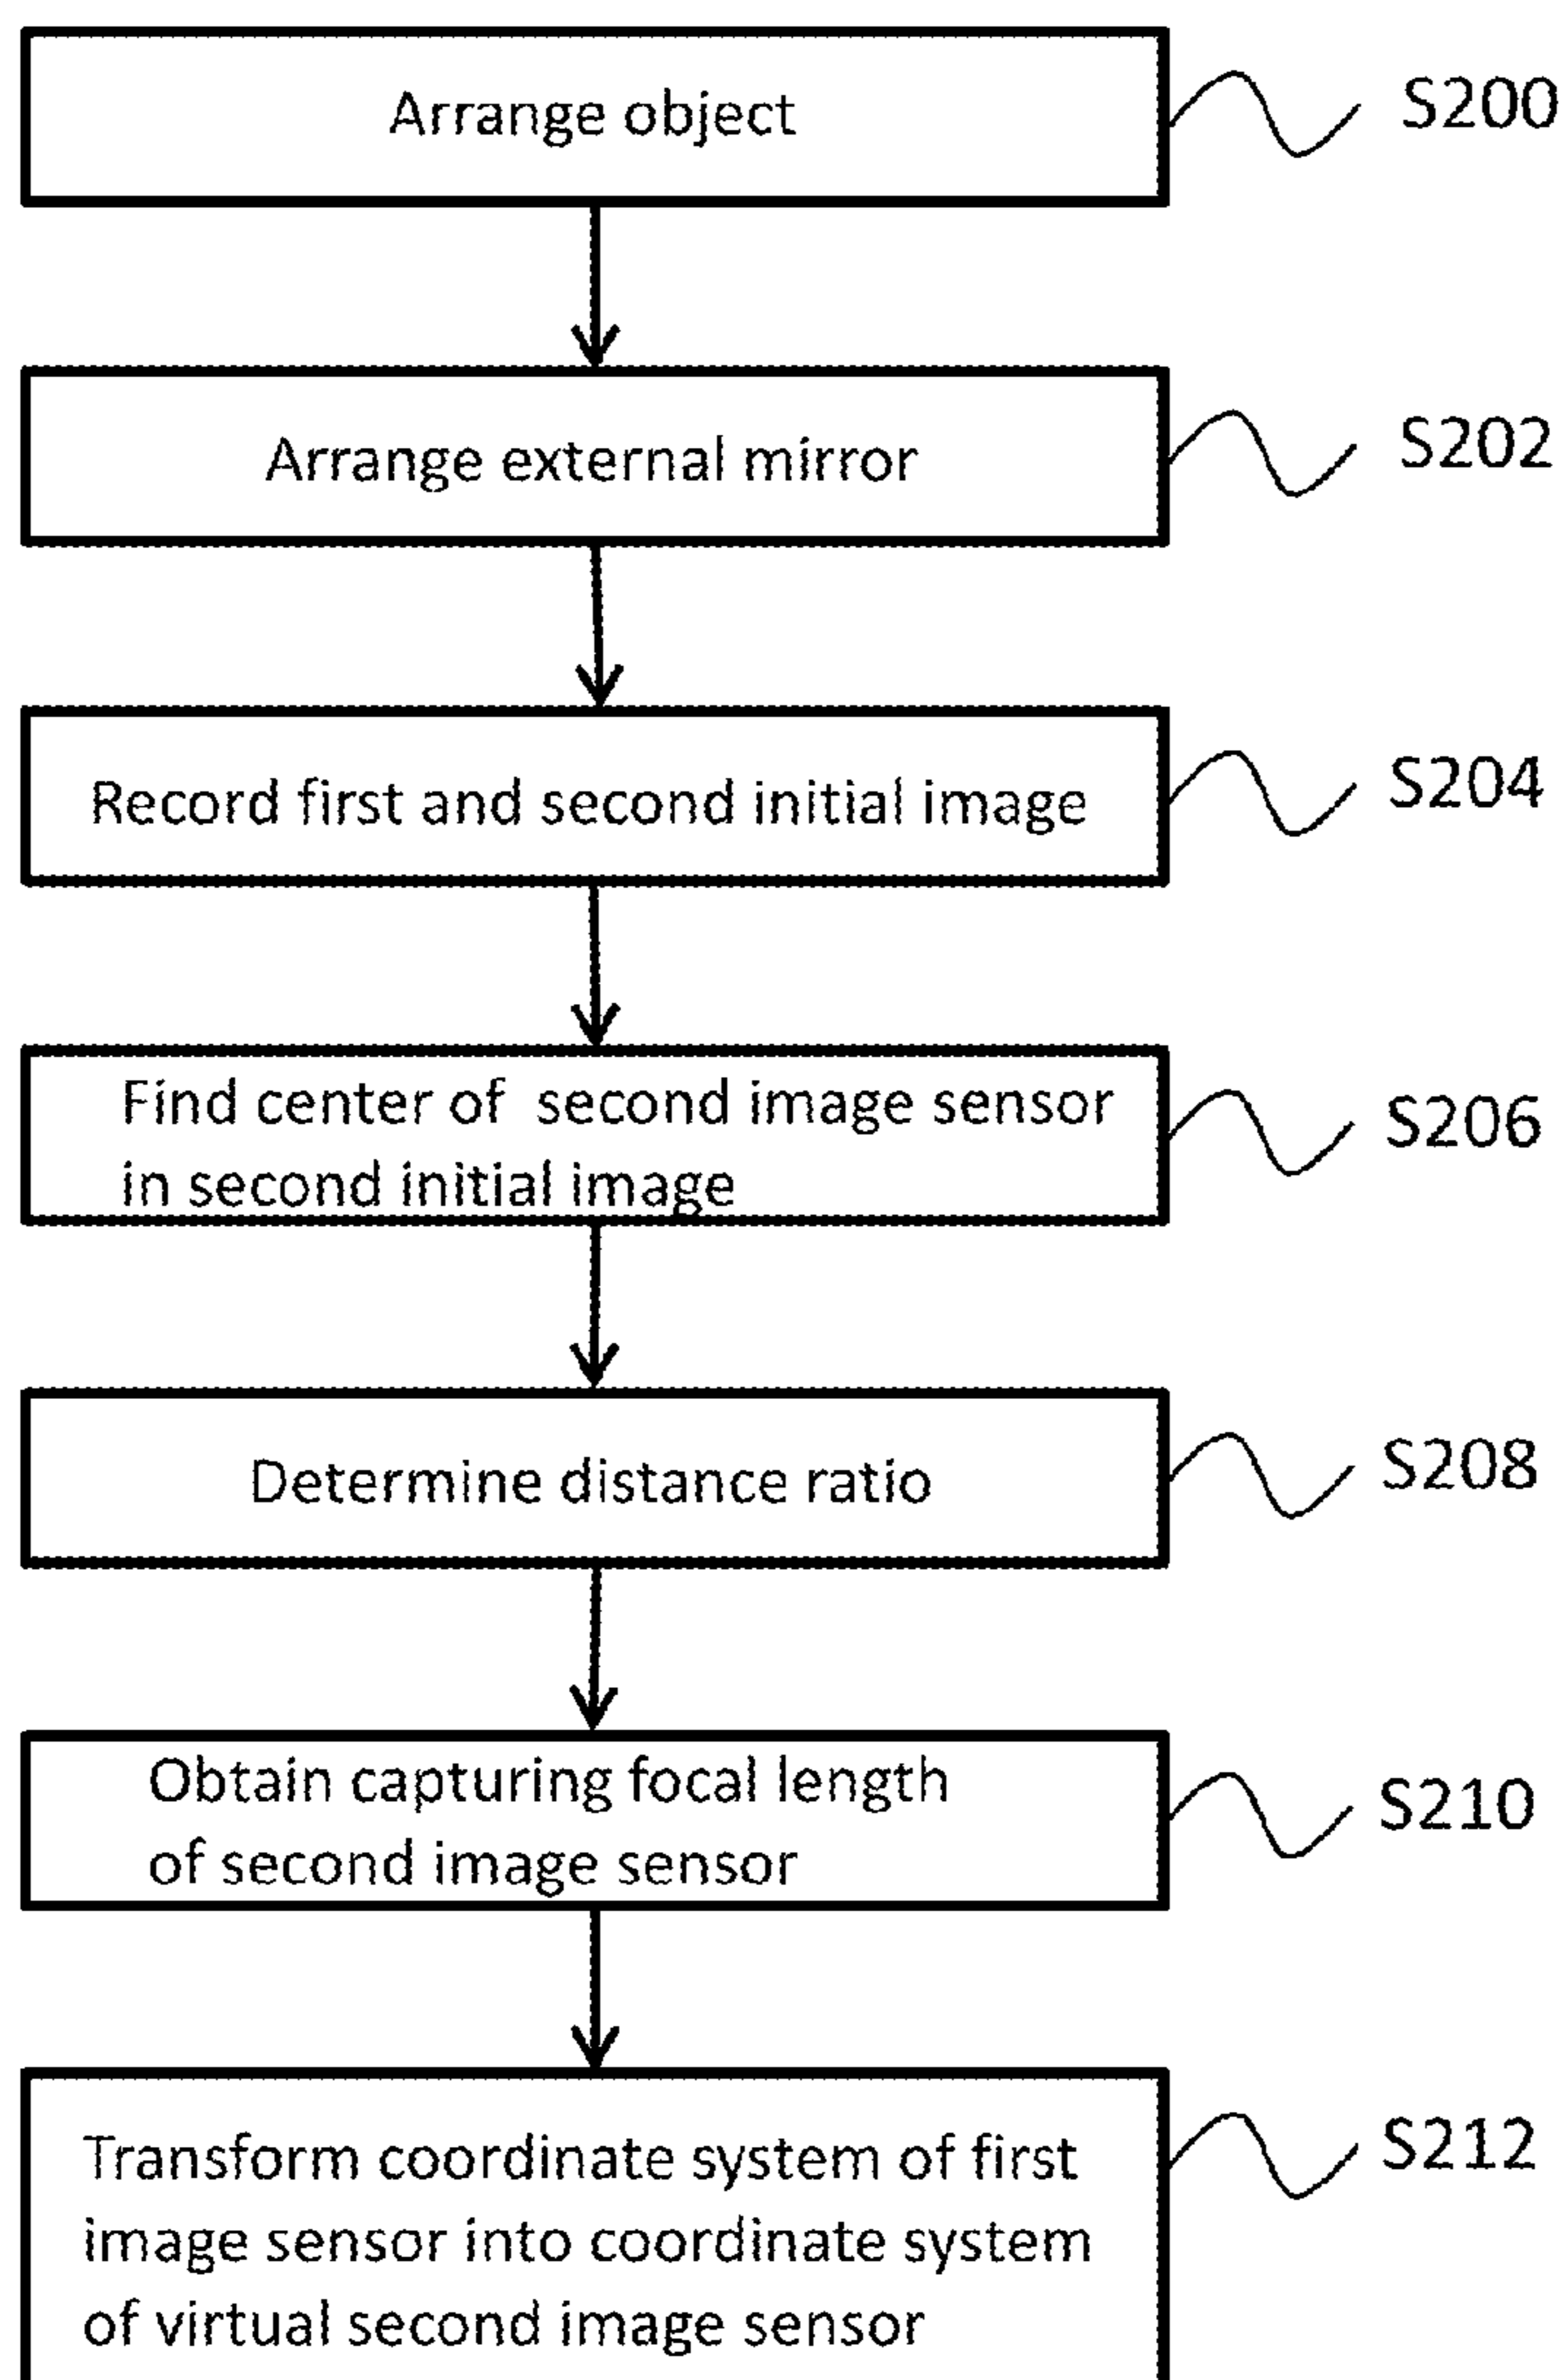 Arrange object
S200
Arrange external mirror
S202
Record first and second initial image
S204
Find center of second image sensor
in second initial image
S206
Determine distance ratio
S208
Obtain capturing focal length
of second image sensor
S210
Transform coordinate system of first
image sensor into coordinate system
of virtual second image sensor
S212